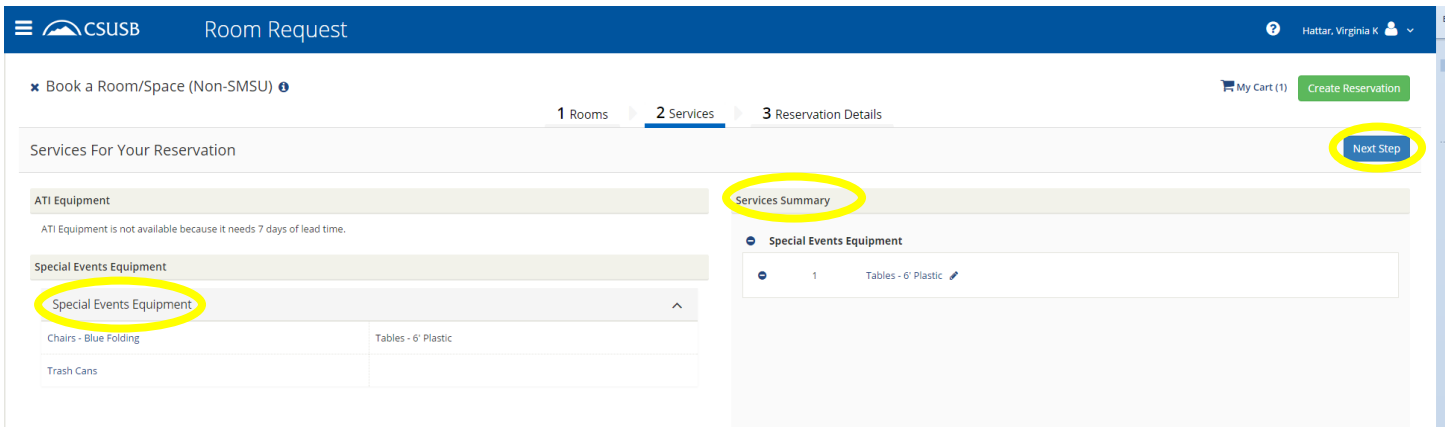 CSUSB Room Request Hattar, Virginia K
Book a Room/Space (Non-SMSU) My Cart (1) Create Reservation
1 Rooms 2 Services 3 Reservation Details
Services For Your Reservation Next Step
ATI Equipment
ATI Equipment is not available because it needs 7 days of lead time.
Special Events Equipment
Special Events Equipment
Chairs - Blue Folding Tables - 6' Plastic
Trash Cans
Services Summary
Special Events Equipment
1 Tables - 6' Plastic